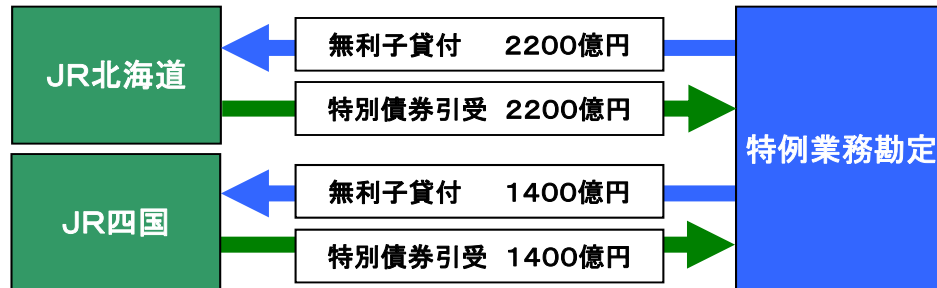 JR北海道
無利子貸付 2200億円
特別債券引受 2200億円
JR四国
無利子貸付 1400億円
特別債券引受 1400億円
特例業務勘定